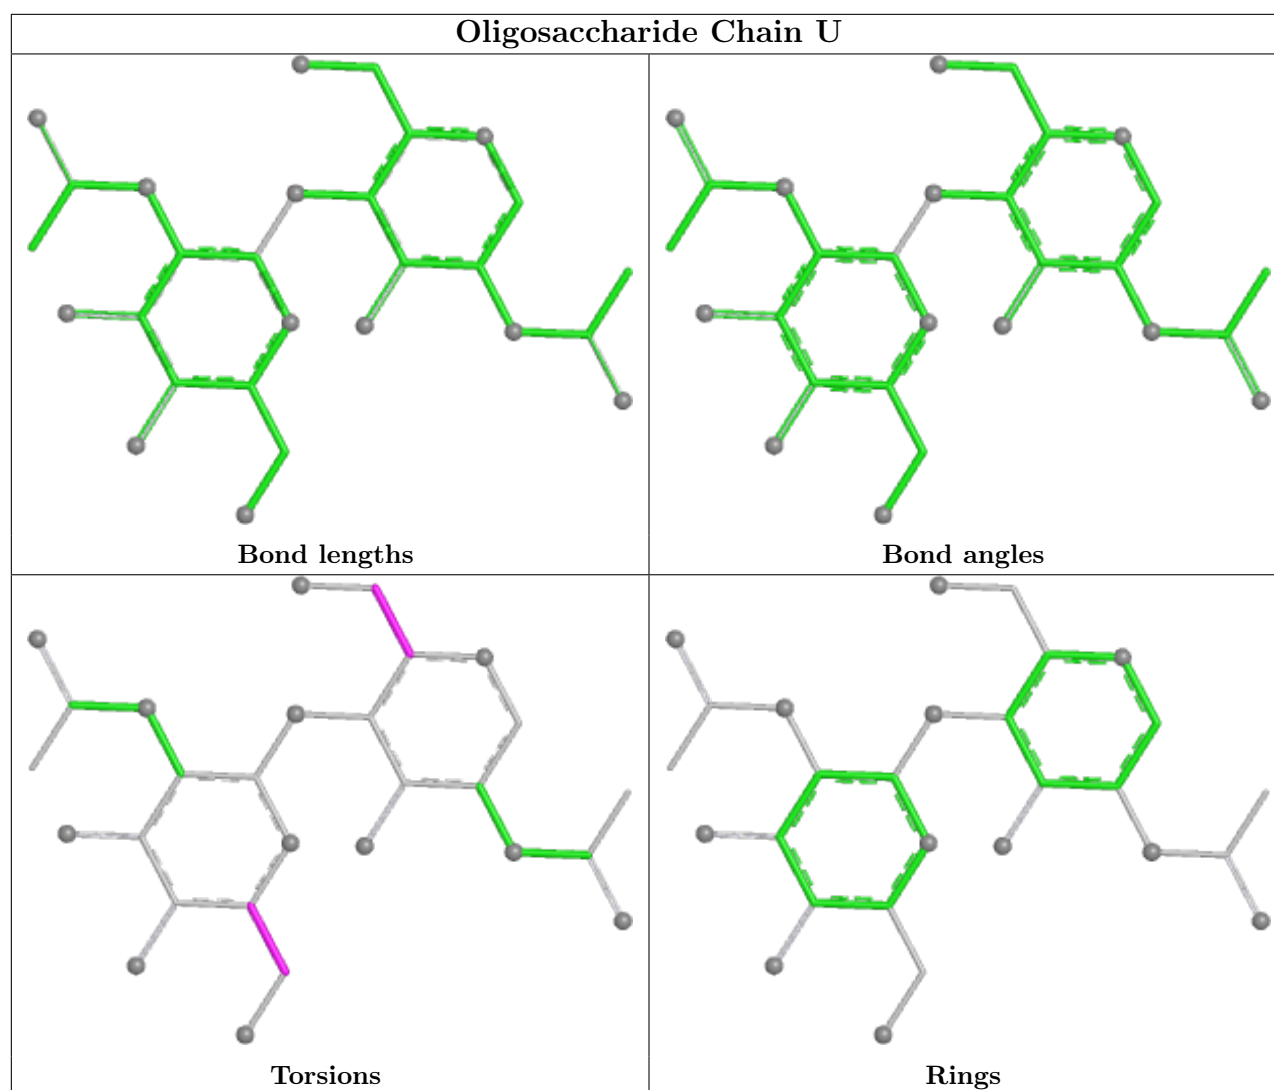 Oligosaccharide Chain U
Bond lengths
Bond angles
Torsions
Rings